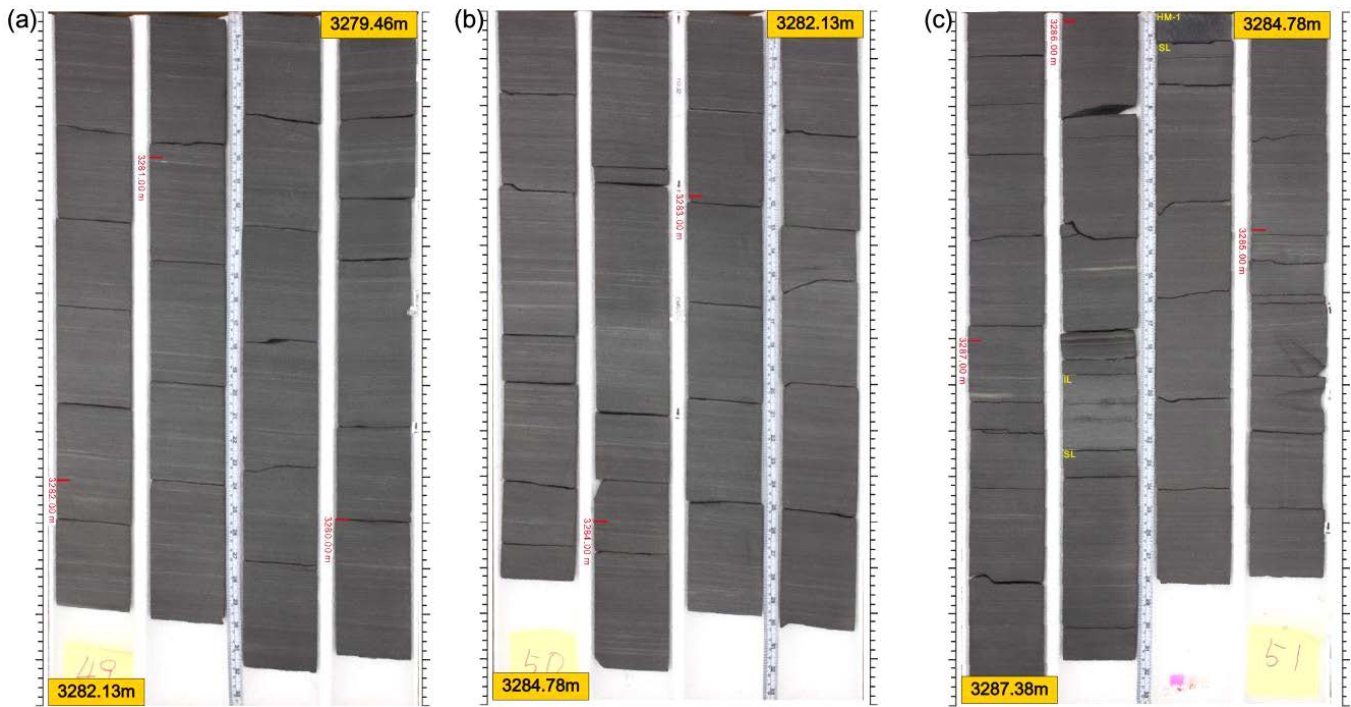 (a)
3279.46m
3281.00 m
3282.00 m
3280.00 m
49
3282.13m
(b)
3282.13m
3283.00 m
3284.00 m
50
3284.78m
(c)
HM-1
3284.78m
3286.00 m
SL
3285.00 m
3287.00 m
IL
SL
51
3287.38m